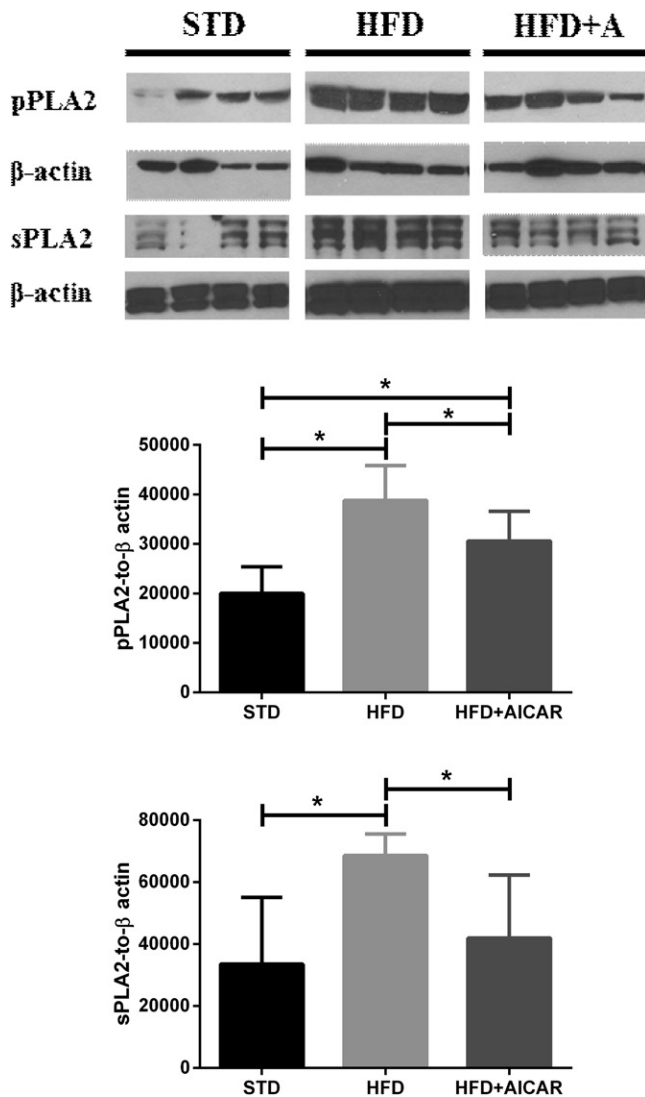 STD HFD HFD+A
pPLA2
β-actin
sPLA2
β-actin
*
* *
50000
40000
30000
20000
10000
0
pPLA2-to-β actin
STD HFD HFD+AICAR
*
*
80000
60000
40000
20000
0
sPLA2-to-β actin
STD HFD HFD+AICAR